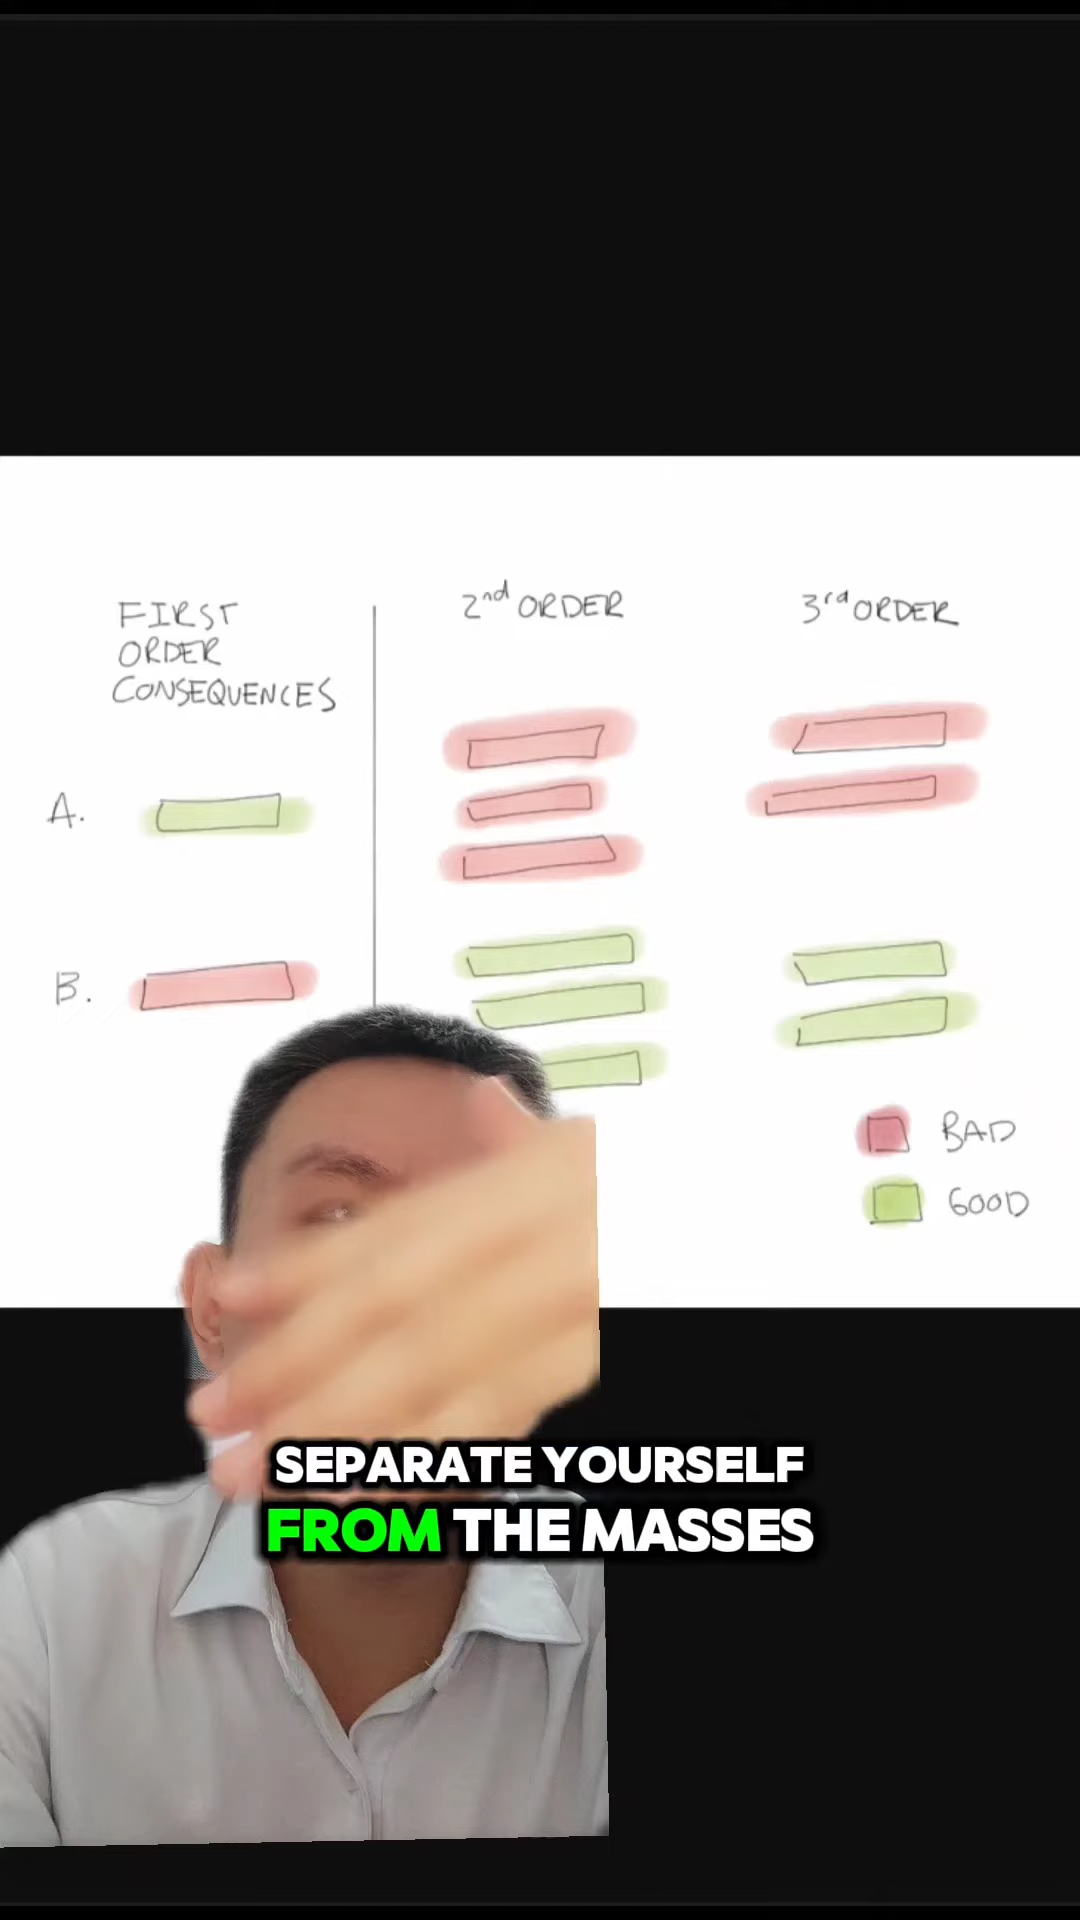 FIRST
ORDER
CONSEQUENCES
2nd ORDER
3rd ORDER
A.
B.
BAD
GOOD
SEPARATE YOURSELF
FROM THE MASSES